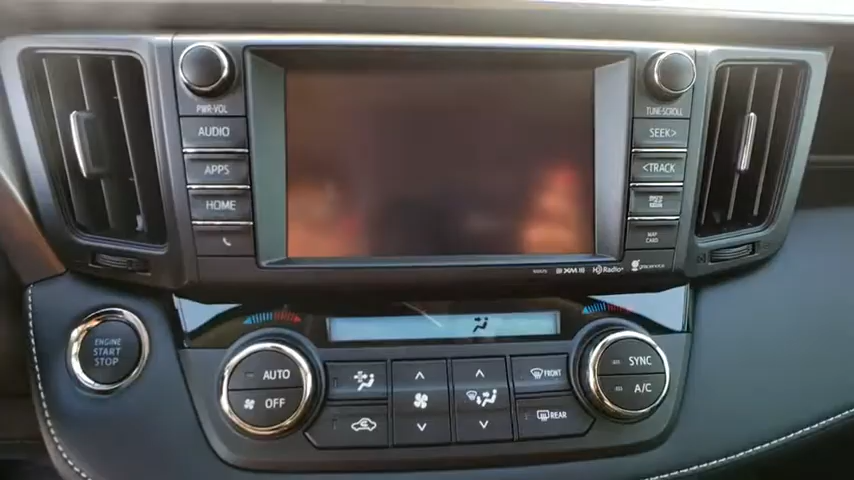 PWR·VOL
AUDIO
APPS
HOME
TUNE·SCROLL
SEEK>
<TRACK
MAP
CARD
XM
HD Radio
ENGINE
START
STOP
AUTO
OFF
FRONT
REAR
SYNC
A/C